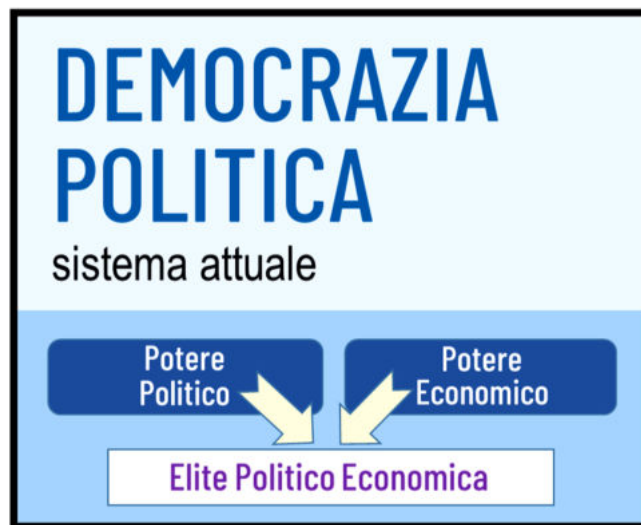 DEMOCRAZIA
POLITICA
sistema attuale
Potere
Politico
Potere
Economico
Elite Politico Economica